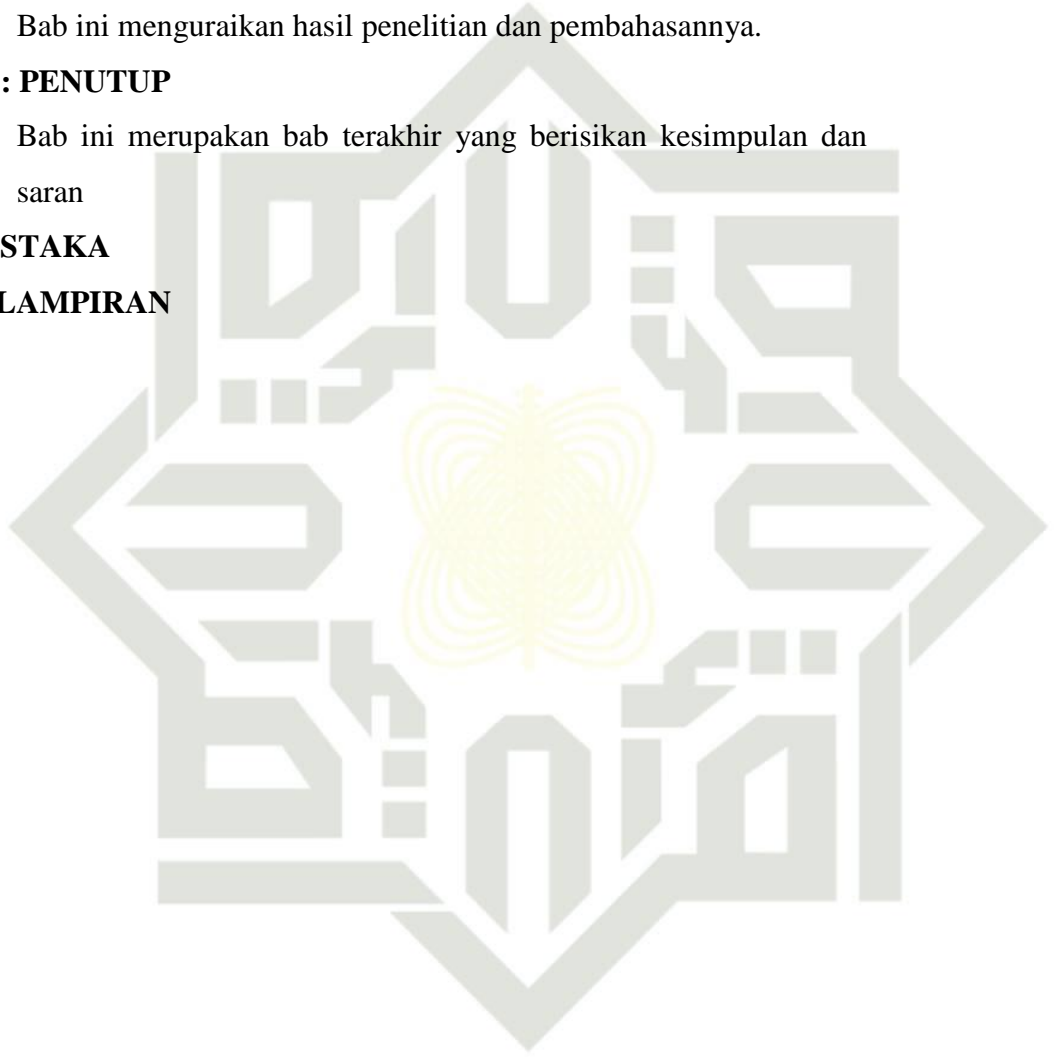 Bab ini menguraikan hasil penelitian dan pembahasannya.
: PENUTUP
Bab ini merupakan bab terakhir yang berisikan kesimpulan dan
saran
STAKA
LAMPIRAN